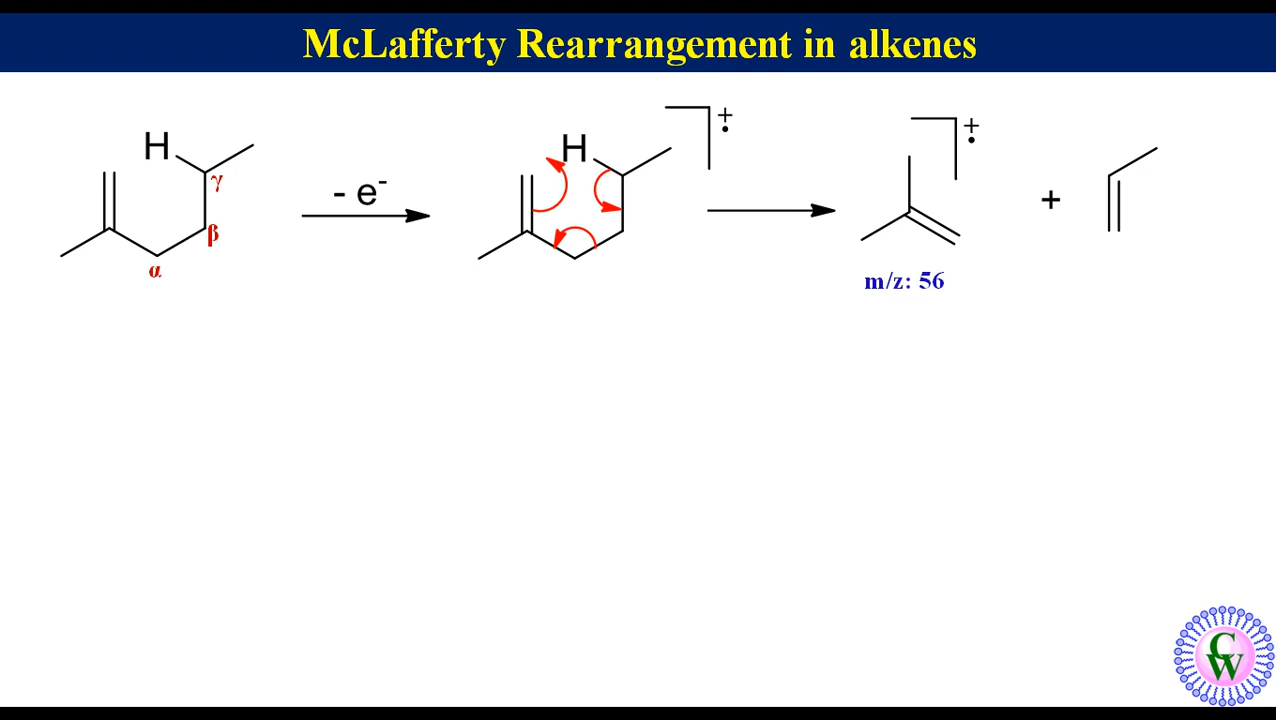 McLafferty Rearrangement in alkenes
H
γ
β
α
- e⁻
H
+
•
+
•
+
m/z: 56
CW